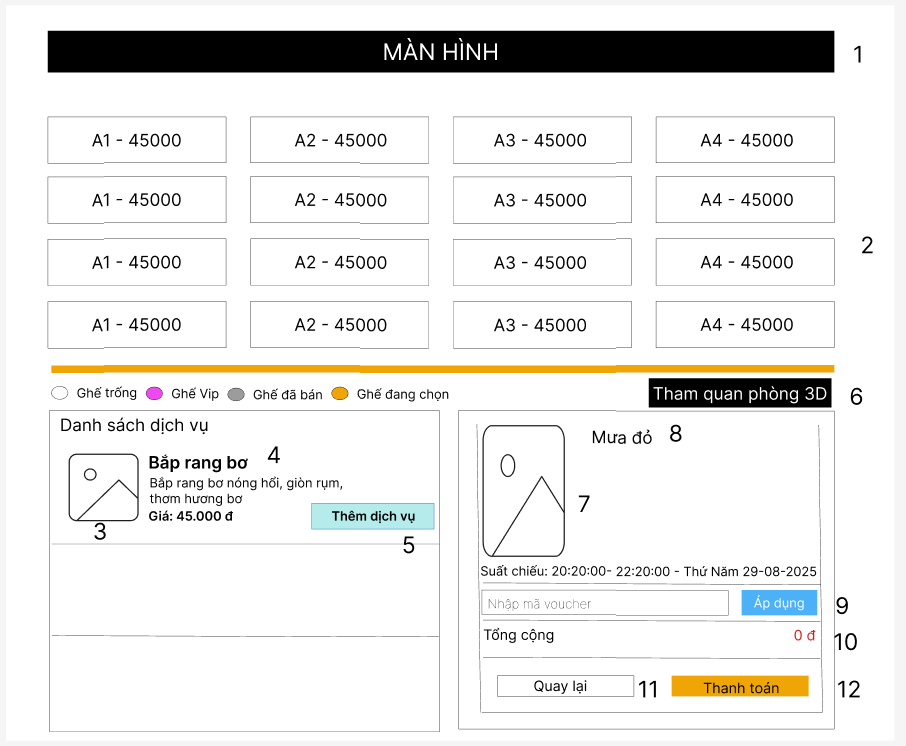 MÀN HÌNH
1
A1 - 45000
A2 - 45000
A3 - 45000
A4 - 45000
A1 - 45000
A2 - 45000
A3 - 45000
A4 - 45000
2
A1 - 45000
A2 - 45000
A3 - 45000
A4 - 45000
A1 - 45000
A2 - 45000
A3 - 45000
A4 - 45000
Ghế trống
Ghế Vip
Ghế đã bán
Ghế đang chọn
Tham quan phòng 3D
6
Danh sách dịch vụ
Bắp rang bơ
4
Bắp rang bơ nóng hổi, giòn rụm,
thơm hương bơ
Giá: 45.000 đ
3
Thêm dịch vụ
5
Mưa đỏ
8
7
Suất chiếu: 20:20:00- 22:20:00 - Thứ Năm 29-08-2025
Nhập mã voucher
Áp dụng
9
Tổng cộng
0 đ
10
Quay lại
11
Thanh toán
12